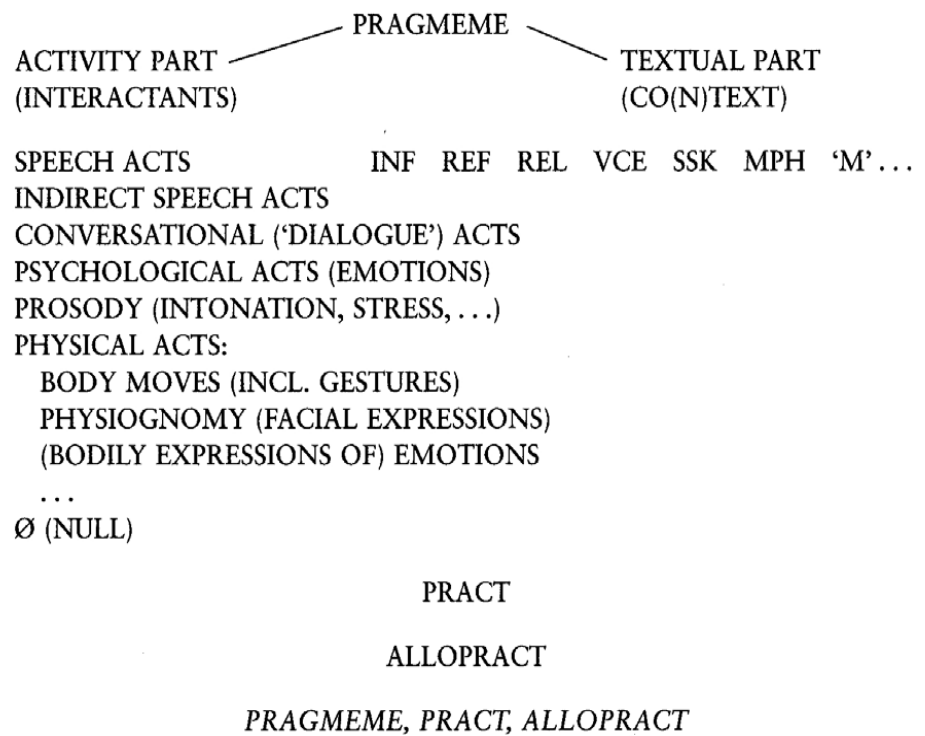 PRAGMEME
ACTIVITY PART TEXTUAL PART
(INTERACTANTS) (CO(N)TEXT)
SPEECH ACTS INF REF REL VCE SSK MPH ‘M’...
INDIRECT SPEECH ACTS
CONVERSATIONAL (‘DIALOGUE’) ACTS
PSYCHOLOGICAL ACTS (EMOTIONS)
PROSODY (INTONATION, STRESS, ...)
PHYSICAL ACTS:
BODY MOVES (INCL. GESTURES)
PHYSIOGNOMY (FACIAL EXPRESSIONS)
(BODILY EXPRESSIONS OF) EMOTIONS
...
Ø (NULL)
PRACT
ALLOPRACT
PRAGMEME, PRACT, ALLOPRACT